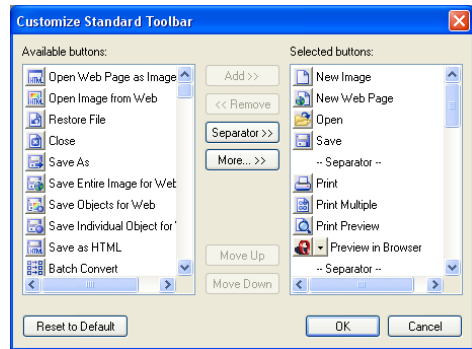 Customize Standard Toolbar
Available buttons:
Open Web Page as Image
Open Image from Web
Restore File
Close
Save As
Save Entire Image for Web
Save Objects for Web
Save Individual Object for
Save as HTML
Batch Convert
Add >>
<< Remove
Separator >>
More... >>
Move Up
Move Down
Selected buttons:
New Image
New Web Page
Open
Save
-- Separator --
Print
Print Multiple
Print Preview
Preview in Browser
-- Separator --
Reset to Default
OK
Cancel